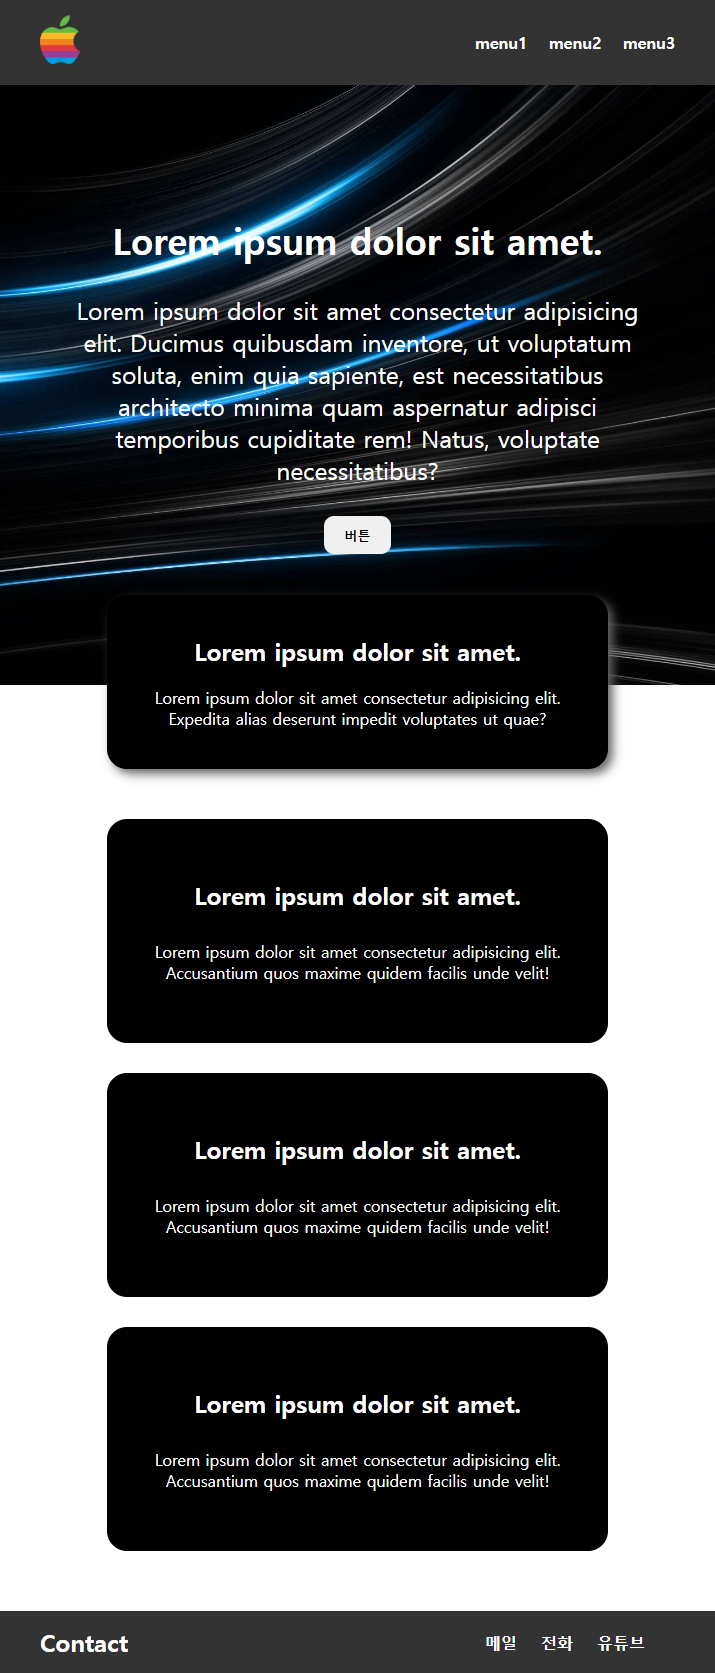 menu1 menu2 menu3
Lorem ipsum dolor sit amet.
Lorem ipsum dolor sit amet consectetur adipisicing
elit. Ducimus quibusdam inventore, ut voluptatum
soluta, enim quia sapiente, est necessitatibus
architecto minima quam aspernatur adipisci
temporibus cupiditate rem! Natus, voluptate
necessitatibus?
버튼
Lorem ipsum dolor sit amet.
Lorem ipsum dolor sit amet consectetur adipisicing elit.
Expedita alias deserunt impedit voluptates ut quae?
Lorem ipsum dolor sit amet.
Lorem ipsum dolor sit amet consectetur adipisicing elit.
Accusantium quos maxime quidem facilis unde velit!
Lorem ipsum dolor sit amet.
Lorem ipsum dolor sit amet consectetur adipisicing elit.
Accusantium quos maxime quidem facilis unde velit!
Lorem ipsum dolor sit amet.
Lorem ipsum dolor sit amet consectetur adipisicing elit.
Accusantium quos maxime quidem facilis unde velit!
Contact 메일 전화 유튜브